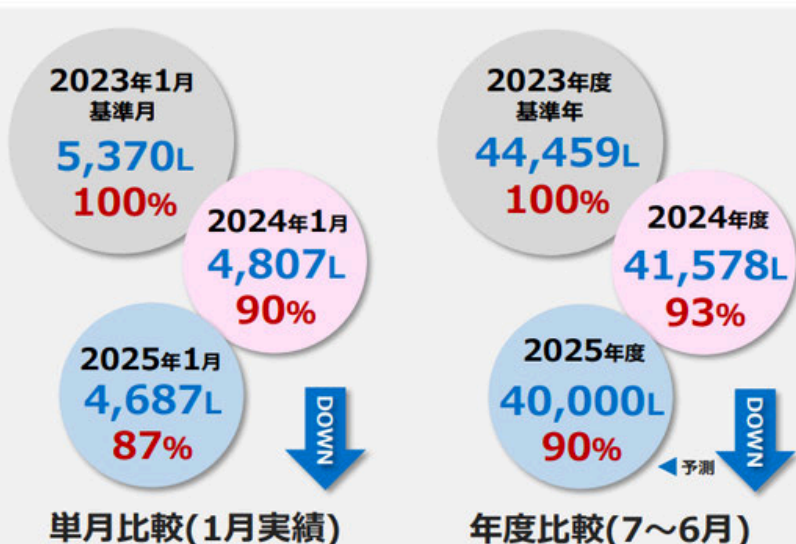 2023年1月
基準月
5,370L
100%
2024年1月
4,807L
90%
2025年1月
4,687L
87%
DOWN
単月比較(1月実績)
2023年度
基準年
44,459L
100%
2024年度
41,578L
93%
2025年度
40,000L
90%
◀予測
DOWN
年度比較(7～6月)